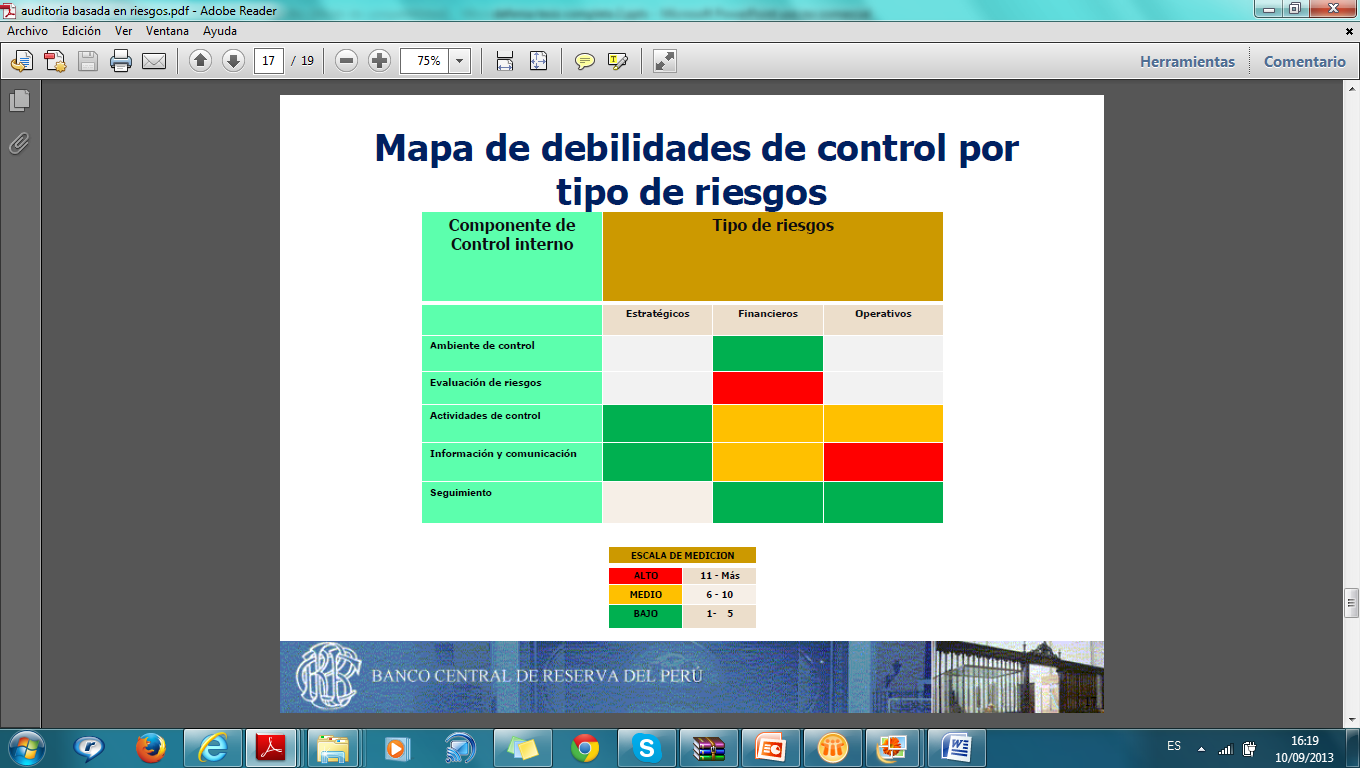 auditoria basada en riesgos.pdf - Adobe Reader
Archivo Edición Ver Ventana Ayuda
17 / 19 75% Herramientas Comentario
Mapa de debilidades de control por
tipo de riesgos
Componente de
Control interno
Tipo de riesgos
Estratégicos Financieros Operativos
Ambiente de control
Evaluación de riesgos
Actividades de control
Información y comunicación
Seguimiento
ESCALA DE MEDICION
ALTO 11 - Más
MEDIO 6 - 10
BAJO 1- 5
BANCO CENTRAL DE RESERVA DEL PERÚ
ES 16:19
10/09/2013